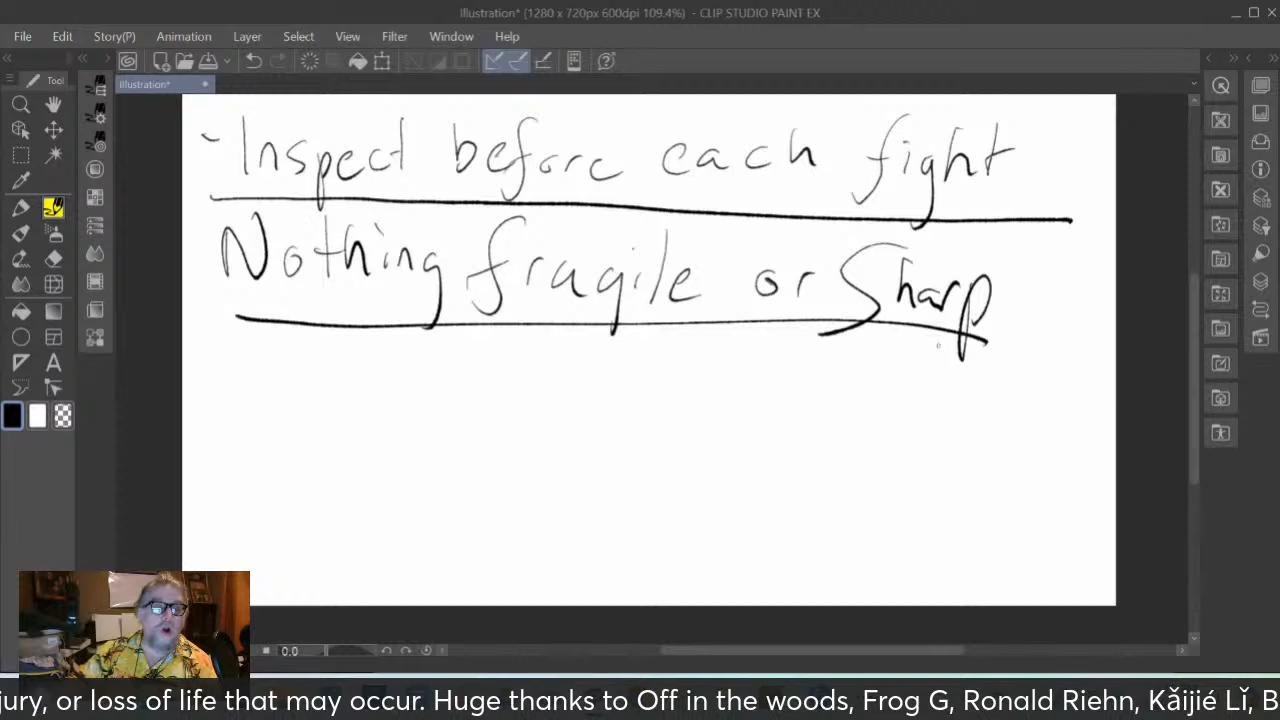 Illustration* (1280 x 720px 600dpi 109.4%) - CLIP STUDIO PAINT EX
File Edit Story(P) Animation Layer Select View Filter Window Help
Tool
Illustration*
- Inspect before each fight
Nothing fragile or Sharp
0.0
jury, or loss of life that may occur. Huge thanks to Off in the woods, Frog G, Ronald Riehn, Kǎijié Lǐ, B